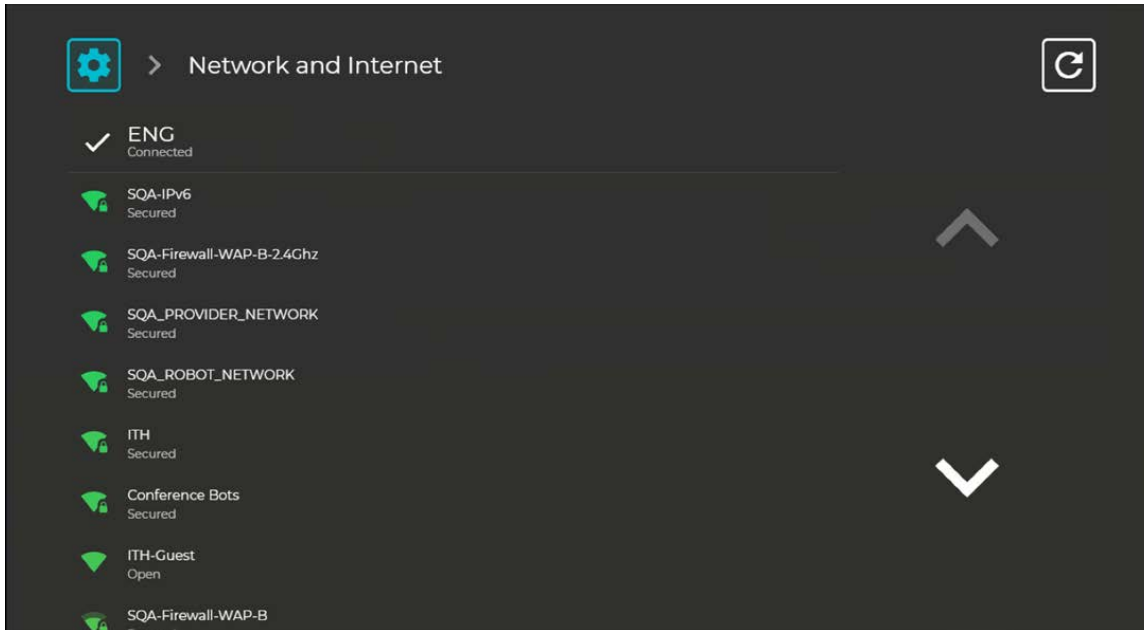 Network and Internet
ENG
Connected
SQA-IPv6
Secured
SQA-Firewall-WAP-B-2.4Ghz
Secured
SQA_PROVIDER_NETWORK
Secured
SQA_ROBOT_NETWORK
Secured
ITH
Secured
Conference Bots
Secured
ITH-Guest
Open
SQA-Firewall-WAP-B